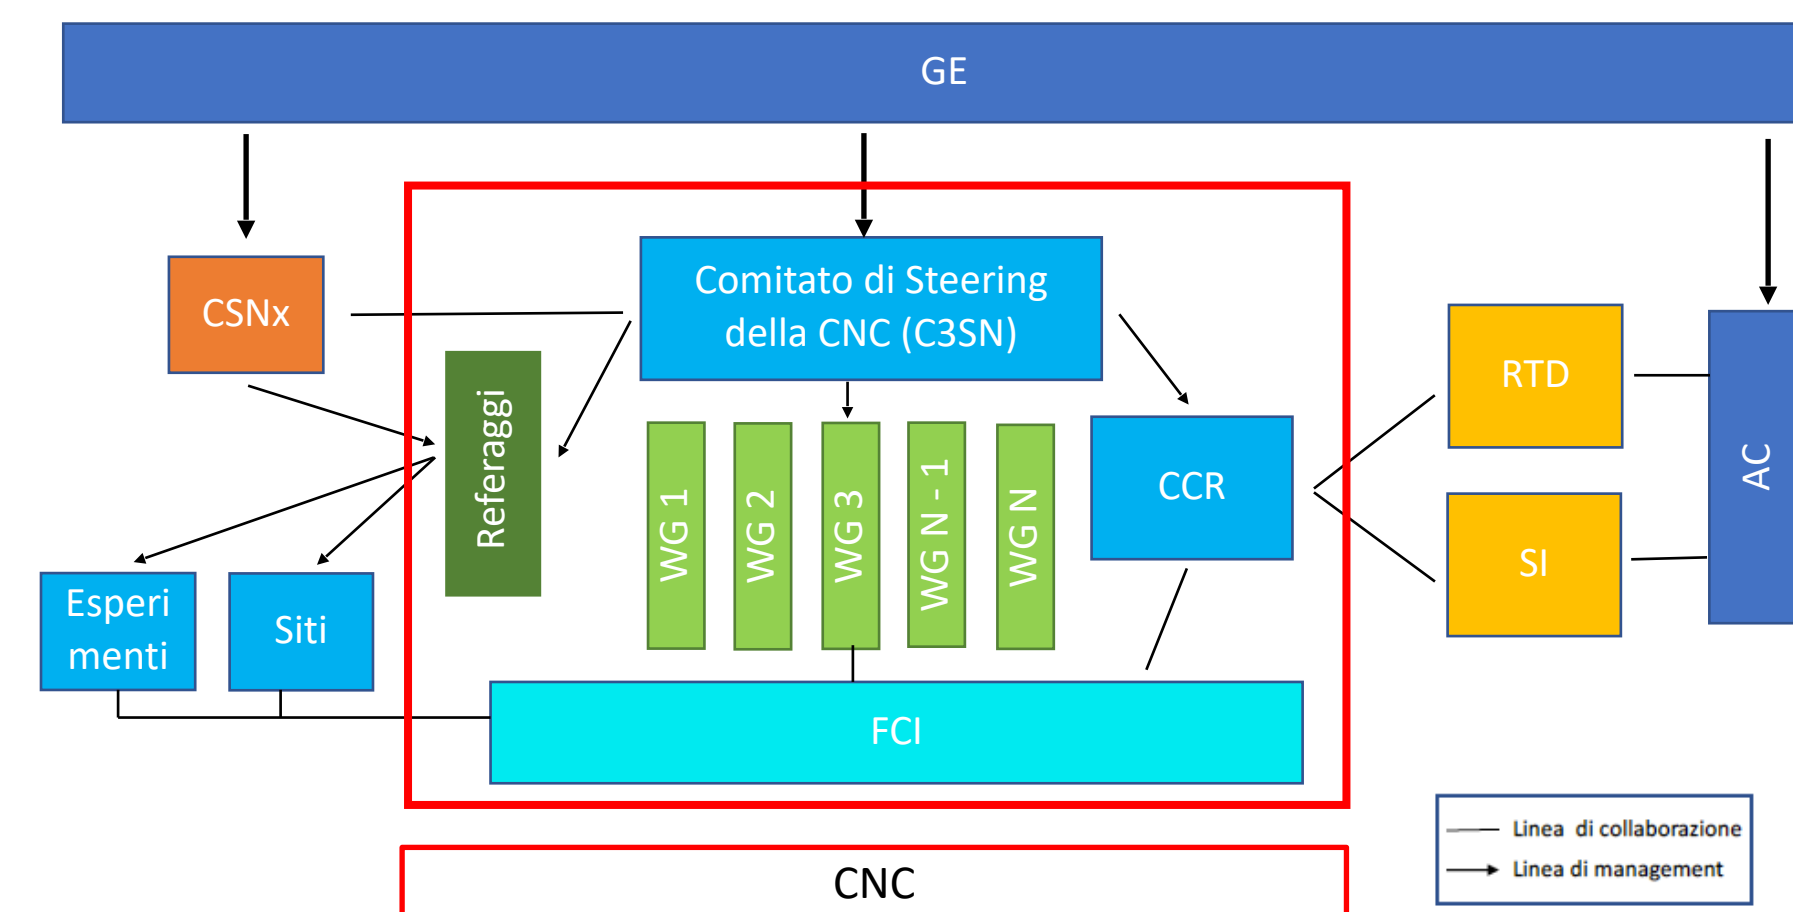 GE
CSNx
Comitato di Steering
della CNC (C3SN)
Referaggi
WG 1
WG 2
WG 3
WG N - 1
WG N
CCR
RTD
SI
AC
Esperi
menti
Siti
FCI
Linea di collaborazione
Linea di management
CNC